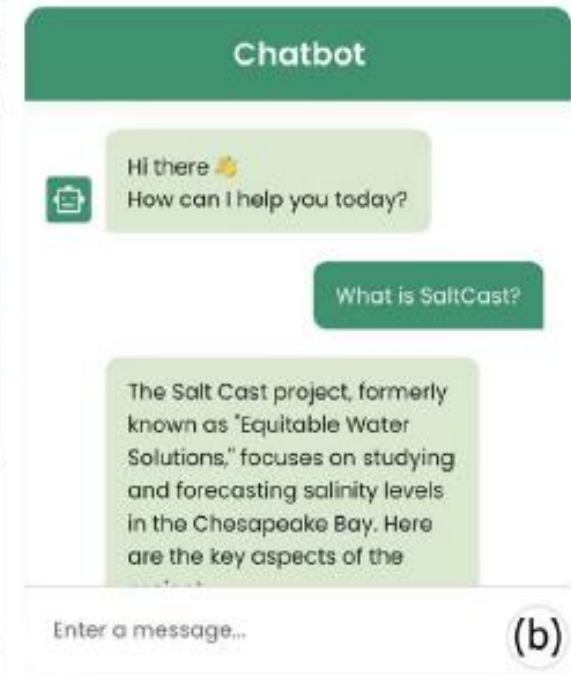 Chatbot
Hi there 👋
How can I help you today?
What is SaltCast?
The Salt Cast project, formerly
known as "Equitable Water
Solutions," focuses on studying
and forecasting salinity levels
in the Chesapeake Bay. Here
are the key aspects of the
Enter a message...
(b)